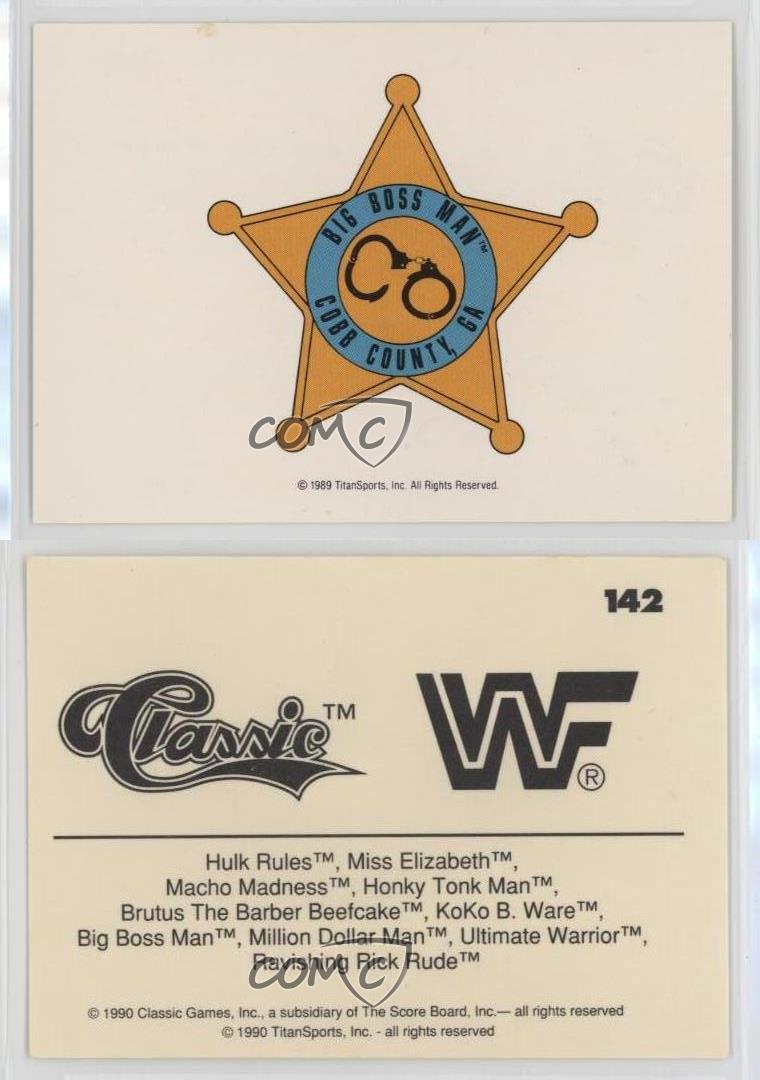 BIG BOSS MAN™
COBB COUNTY, GA
COMC
© 1989 TitanSports, Inc. All Rights Reserved.
142
Classic™
WF®
Hulk Rules™, Miss Elizabeth™,
Macho Madness™, Honky Tonk Man™,
Brutus The Barber Beefcake™, KoKo B. Ware™,
Big Boss Man™, Million Dollar Man™, Ultimate Warrior™,
Ravishing Rick Rude™
COMC
© 1990 Classic Games, Inc., a subsidiary of The Score Board, Inc.— all rights reserved
© 1990 TitanSports, Inc. - all rights reserved